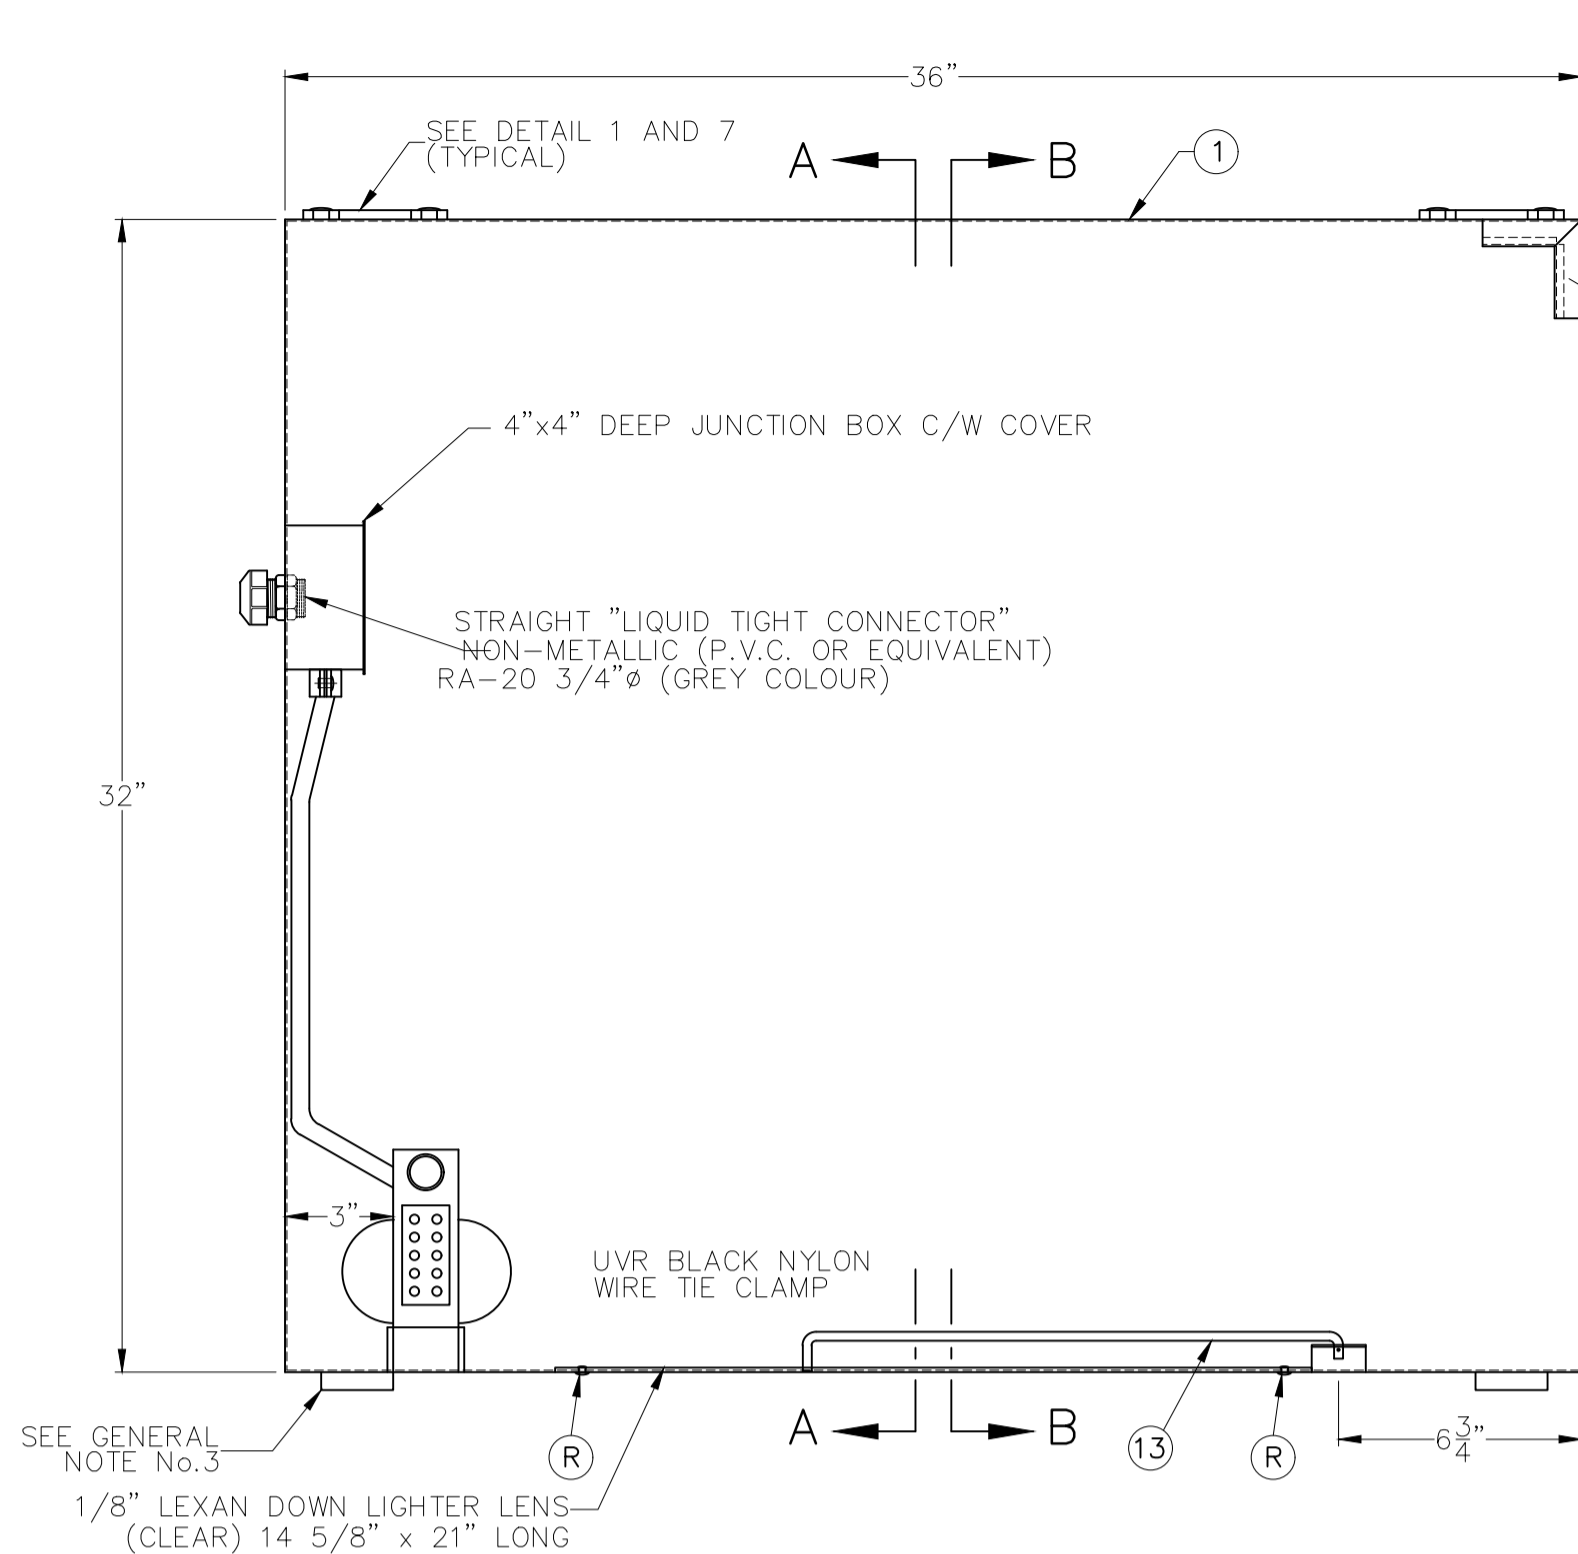 36”
SEE DETAIL 1 AND 7
(TYPICAL)
A
B
1
4”x4” DEEP JUNCTION BOX C/W COVER
STRAIGHT ”LIQUID TIGHT CONNECTOR”
NON-METALLIC (P.V.C. OR EQUIVALENT)
RA-20 3/4”ø (GREY COLOUR)
32”
3”
UVR BLACK NYLON
WIRE TIE CLAMP
A
B
SEE GENERAL
NOTE No.3
R
13
R
6 3/4”
1/8” LEXAN DOWN LIGHTER LENS
(CLEAR) 14 5/8” x 21” LONG